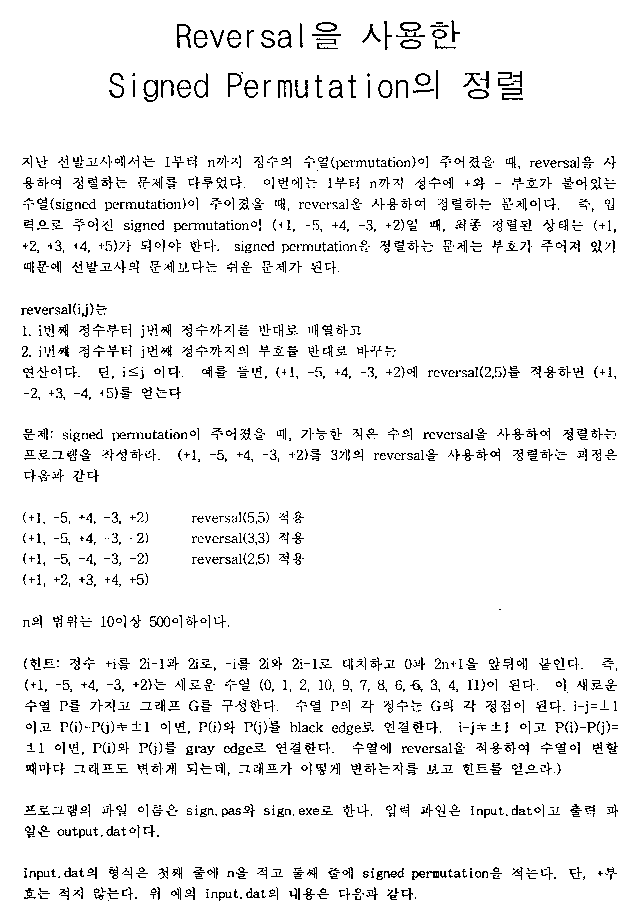 Reversal을 사용한
Signed Permutation의 정렬
지난 선발고사에서는 1부터 n까지 정수의 수열(permutation)이 주어졌을 때, reversal을 사
용하여 정렬하는 문제를 다루었다. 이번에는 1부터 n까지 정수에 +와 - 부호가 붙어있는
수열(signed permutation)이 주어졌을 때, reversal을 사용하여 정렬하는 문제이다. 즉, 입
력으로 주어진 signed permutation이 (+1, -5, +4, -3, +2)일 때, 최종 정렬된 상태는 (+1,
+2, +3, +4, +5)가 되어야 한다. signed permutation을 정렬하는 문제는 부호가 주어져 있기
때문에 선발고사의 문제보다는 쉬운 문제가 된다.
reversal(i,j)는
1. i번째 정수부터 j번째 정수까지를 반대로 배열하고
2. i번째 정수부터 j번째 정수까지의 부호를 반대로 바꾸는
연산이다. 단, i≤j 이다. 예를 들면, (+1, -5, +4, -3, +2)에 reversal(2,5)를 적용하면 (+1,
-2, +3, -4, +5)를 얻는다
문제: signed permutation이 주어졌을 때, 가능한 적은 수의 reversal을 사용하여 정렬하는
프로그램을 작성하라. (+1, -5, +4, -3, +2)를 3개의 reversal을 사용하여 정렬하는 과정은
다음과 같다
(+1, -5, +4, -3, +2) reversal(5,5) 적용
(+1, -5, +4, -3, -2) reversal(3,3) 적용
(+1, -5, -4, -3, -2) reversal(2,5) 적용
(+1, +2, +3, +4, +5)
n의 범위는 10이상 500이하이다.
(힌트: 정수 +i를 2i-1과 2i로, -i를 2i와 2i-1로 대치하고 0과 2n+1을 앞뒤에 붙인다. 즉,
(+1, -5, +4, -3, +2)는 새로운 수열 (0, 1, 2, 10, 9, 7, 8, 6, 5, 3, 4, 11)이 된다. 이 새로운
수열 P를 가지고 그래프 G를 구성한다. 수열 P의 각 정수는 G의 각 정점이 된다. i-j=±1
이고 P(i)-P(j)≠±1 이면, P(i)와 P(j)를 black edge로 연결한다. i-j≠±1 이고 P(i)-P(j)=
±1 이면, P(i)와 P(j)를 gray edge로 연결한다. 수열에 reversal을 적용하여 수열이 변할
때마다 그래프도 변하게 되는데, 그래프가 어떻게 변하는지를 보고 힌트를 얻으라.)
프로그램의 파일 이름은 sign.pas와 sign.exe로 한다. 입력 파일은 input.dat이고 출력 파
일은 output.dat이다.
input.dat의 형식은 첫째 줄에 n을 적고 둘째 줄에 signed permutation을 적는다. 단, +부
호는 적지 않는다. 위 예의 input.dat의 내용은 다음과 같다.